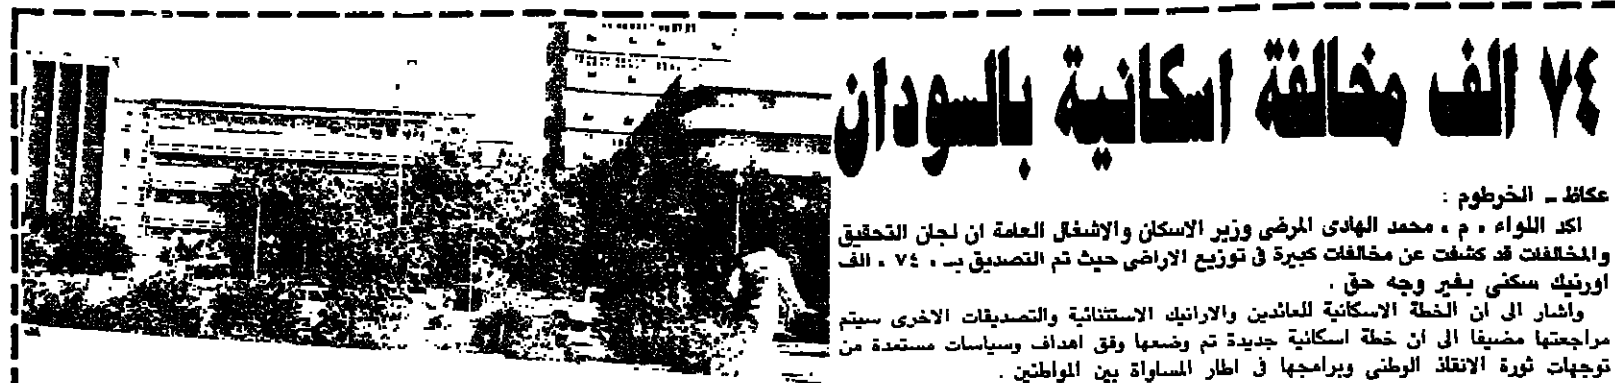 ٧٤ الف مخالفة اسكانية بالسودان
عكاظ ـ الخرطوم :
اكد اللواء . م . محمد الهادى المرضى وزير الاسكان والاشغال العامة ان لجان التحقيق
والمخالفات قد كشفت عن مخالفات كبيرة فى توزيع الاراضى حيث تم التصديق بـ . ٧٤ . الف
اورنيك سكنى بغير وجه حق .
واشار الى ان الخطة الاسكانية للعائدين والارانيك الاستثنائية والتصديقات الاخرى سيتم
مراجعتها مضيفا الى ان خطة اسكانية جديدة تم وضعها وفق اهداف وسياسات مستمدة من
توجهات ثورة الانقاذ الوطنى وبرامجها فى اطار المساواة بين المواطنين .